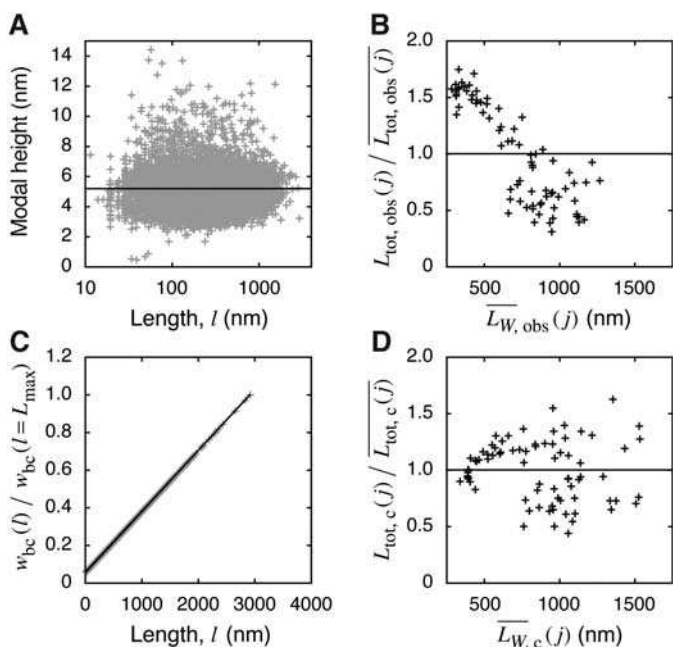 A
Modal height (nm)
14
12
10
8
6
4
2
0
10 100 1000
Length, l (nm)
B
L_tot, obs (j) / L_tot, obs (j)
2.0
1.5
1.0
0.5
0
500 1000 1500
L_W, obs (j) (nm)
C
w_bc (l) / w_bc (l = L_max)
1.2
1.0
0.8
0.6
0.4
0.2
0
0 1000 2000 3000 4000
Length, l (nm)
D
L_tot, c (j) / L_tot, c (j)
2.0
1.5
1.0
0.5
0
500 1000 1500
L_W, c (j) (nm)